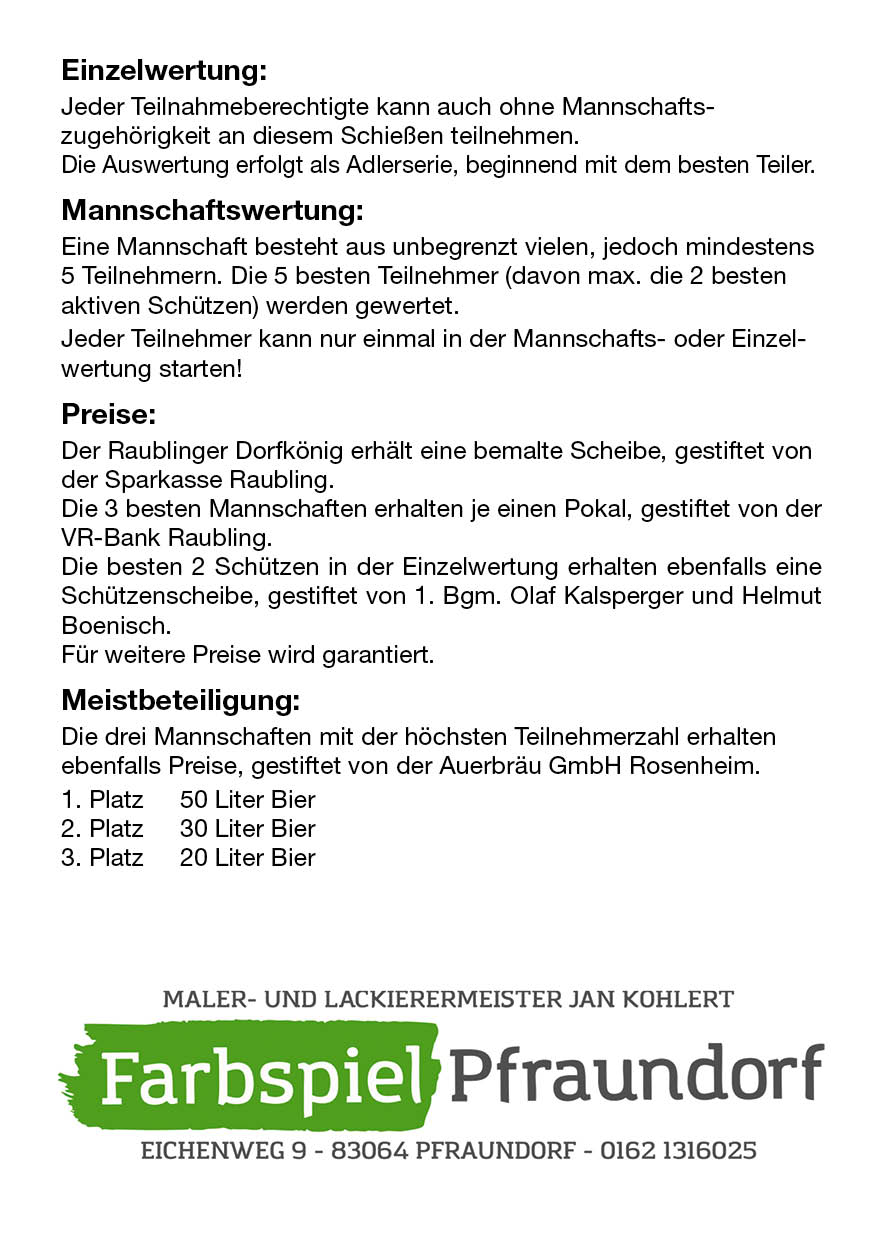 Einzelwertung:
Jeder Teilnahmeberechtigte kann auch ohne Mannschafts-
zugehörigkeit an diesem Schießen teilnehmen.
Die Auswertung erfolgt als Adlerserie, beginnend mit dem besten Teiler.
Mannschaftswertung:
Eine Mannschaft besteht aus unbegrenzt vielen, jedoch mindestens
5 Teilnehmern. Die 5 besten Teilnehmer (davon max. die 2 besten
aktiven Schützen) werden gewertet.
Jeder Teilnehmer kann nur einmal in der Mannschafts- oder Einzel-
wertung starten!
Preise:
Der Raublinger Dorfkönig erhält eine bemalte Scheibe, gestiftet von
der Sparkasse Raubling.
Die 3 besten Mannschaften erhalten je einen Pokal, gestiftet von der
VR-Bank Raubling.
Die besten 2 Schützen in der Einzelwertung erhalten ebenfalls eine
Schützenscheibe, gestiftet von 1. Bgm. Olaf Kalsperger und Helmut
Boenisch.
Für weitere Preise wird garantiert.
Meistbeteiligung:
Die drei Mannschaften mit der höchsten Teilnehmerzahl erhalten
ebenfalls Preise, gestiftet von der Auerbräu GmbH Rosenheim.
1. Platz 50 Liter Bier
2. Platz 30 Liter Bier
3. Platz 20 Liter Bier
MALER- UND LACKIERERMEISTER JAN KOHLERT
Farbspiel Pfraundorf
EICHENWEG 9 - 83064 PFRAUNDORF - 0162 1316025